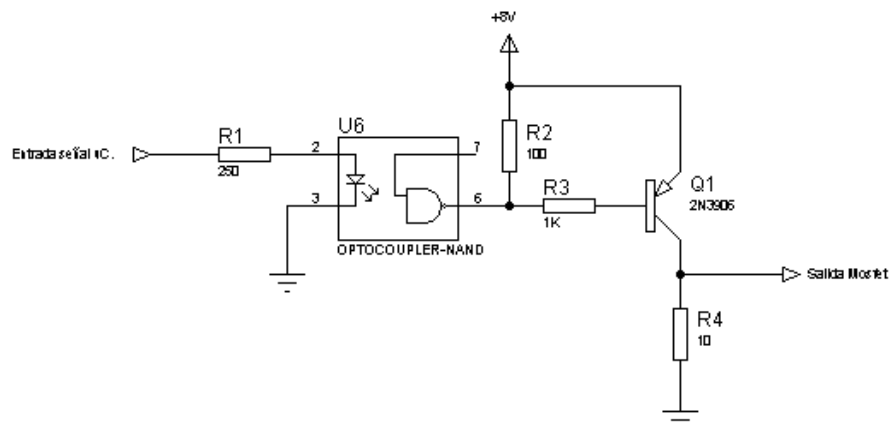 +8V
U6
R1
R2
Entrada señal uC.
2
7
100
250
R3
Q1
3
6
2N3906
1K
OPTOCOUPLER-NAND
Salida Mosfet
R4
10